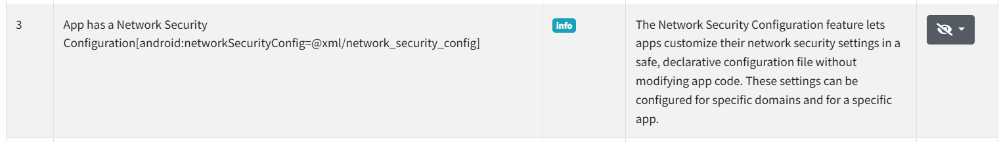 3
App has a Network Security
Configuration[android:networkSecurityConfig=@xml/network_security_config]
info
The Network Security Configuration feature lets
apps customize their network security settings in a
safe, declarative configuration file without
modifying app code. These settings can be
configured for specific domains and for a specific
app.